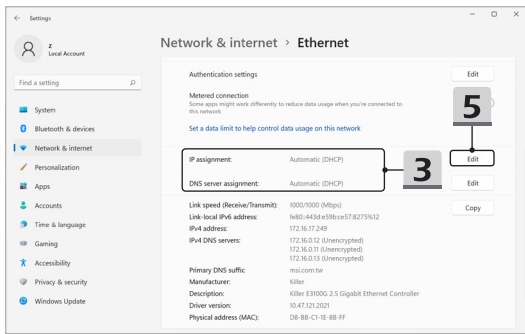 Settings
z
Local Account
Find a setting
System
Bluetooth & devices
Network & internet
Personalization
Apps
Accounts
Time & language
Gaming
Accessibility
Privacy & security
Windows Update
Network & internet > Ethernet
Authentication settings
Edit
Metered connection
Some apps might work differently to reduce data usage when you're connected to
this network
5
Set a data limit to help control data usage on this network
IP assignment: Automatic (DHCP)
Edit
3
DNS server assignment: Automatic (DHCP)
Edit
Link speed (Receive/Transmit): 1000/1000 (Mbps)
Copy
Link-local IPv6 address: fe80::443d:e59b:ce57:8275%12
IPv4 address: 172.16.17.249
IPv4 DNS servers: 172.16.0.12 (Unencrypted)
172.16.0.11 (Unencrypted)
172.16.0.13 (Unencrypted)
Primary DNS suffix: msi.com.tw
Manufacturer: Killer
Description: Killer E3100G 2.5 Gigabit Ethernet Controller
Driver version: 10.47.121.2021
Physical address (MAC): D8-BB-C1-1E-8B-FF